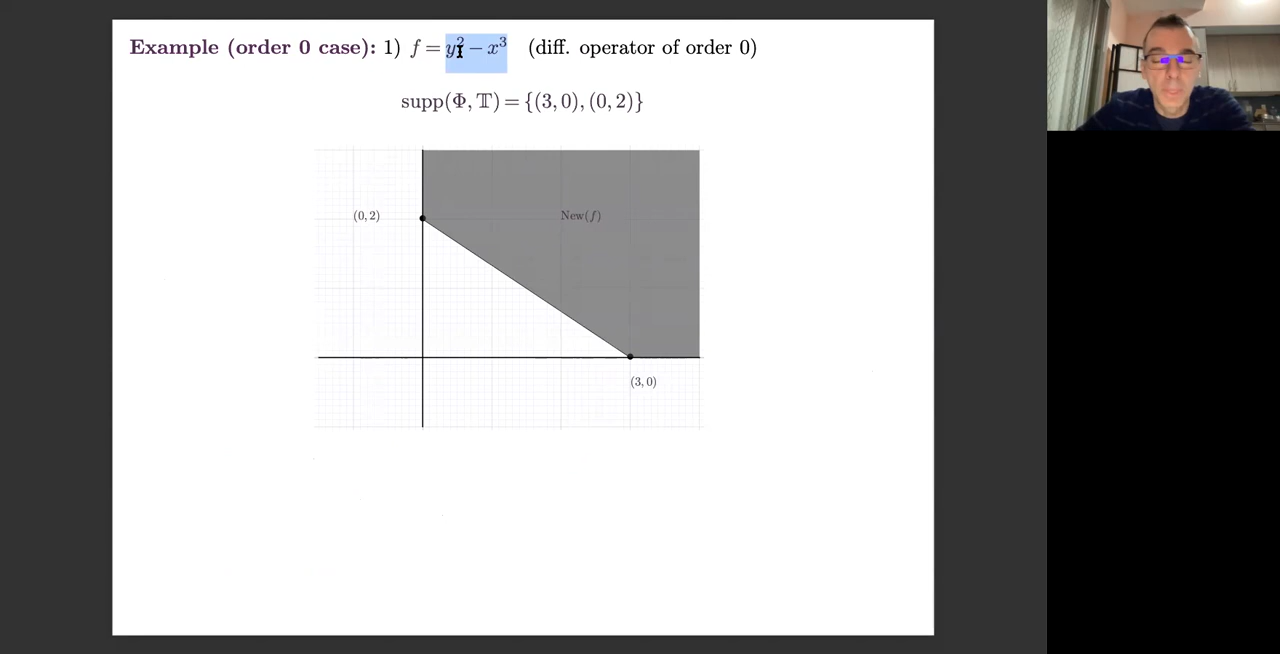 Example (order 0 case): 1) f = y² − x³ (diff. operator of order 0)
supp(Φ, 𝕋) = {(3, 0), (0, 2)}
(0, 2)
New(f)
(3, 0)